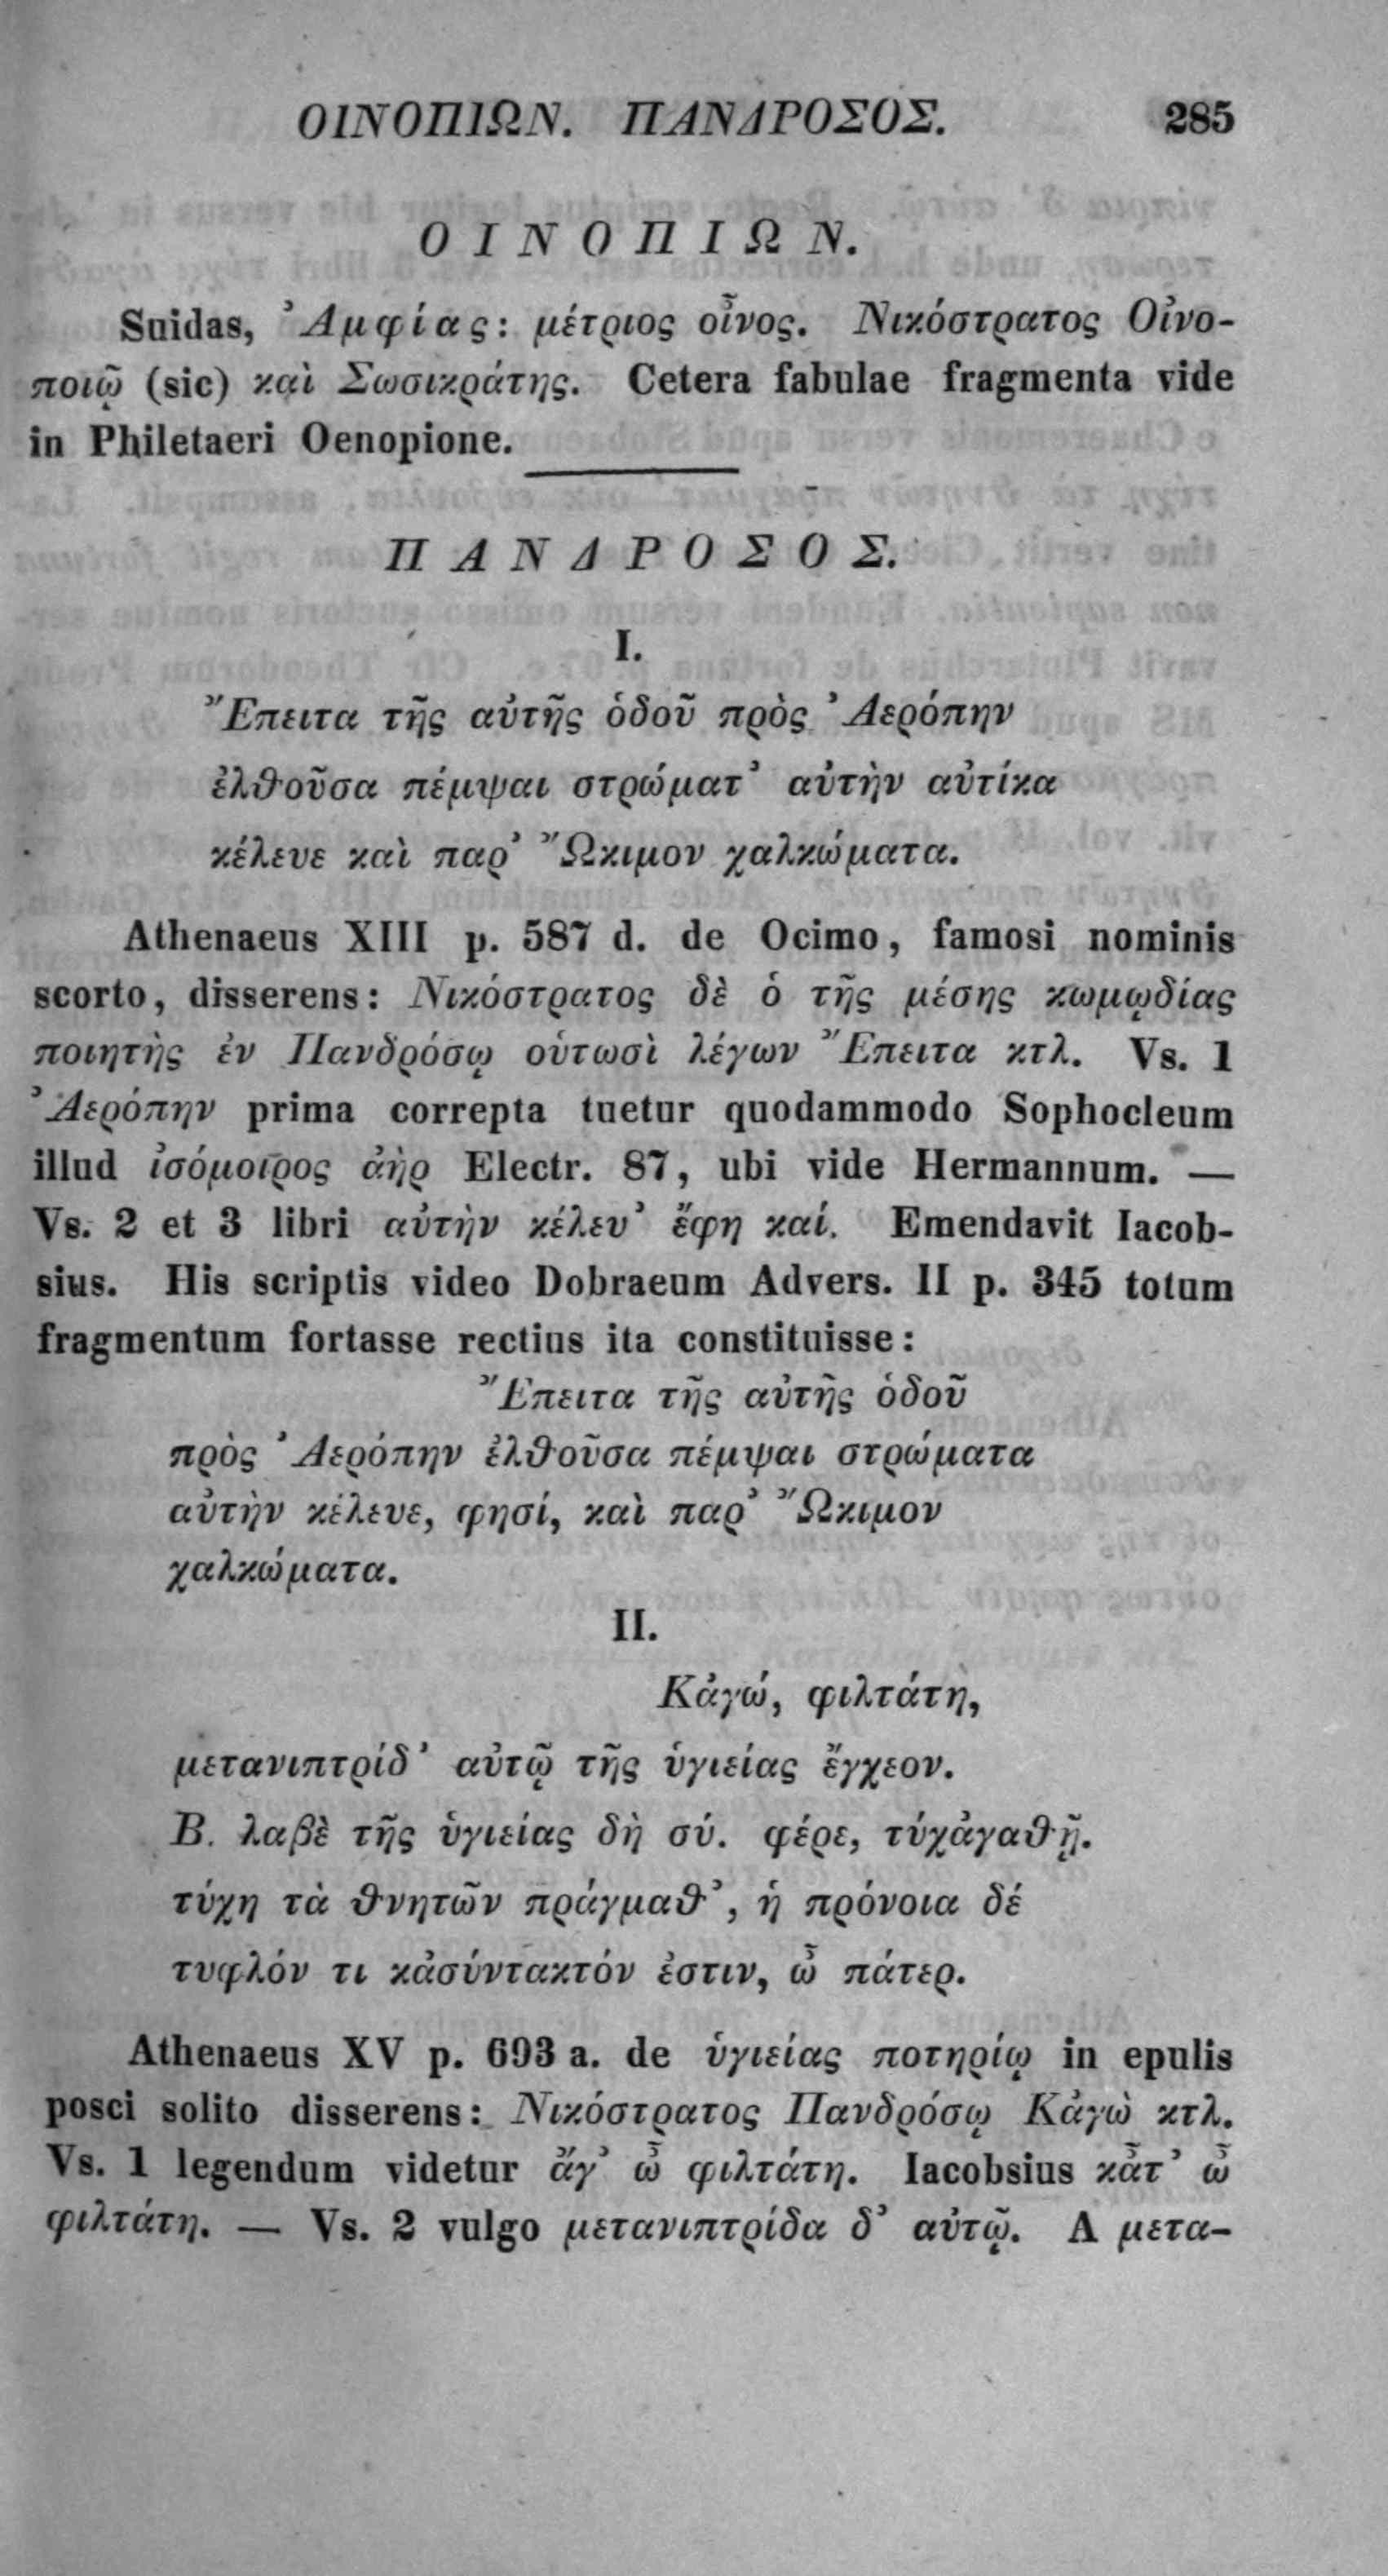 ΟΙΝΟΠΙΩΝ. ΠΑΝΔΡΟΣΟΣ. 285
ΟΙΝΟΠΙΩΝ.
Suidas, Ἀμφίας: μέτριος οἶνος. Νικόστρατος Οἰνο-
ποιῷ (sic) καὶ Σωσικράτης. Cetera fabulae fragmenta vide
in Philetaeri Oenopione.
ΠΑΝΔΡΟΣΟΣ.
I.
Ἔπειτα τῆς αὐτῆς ὁδοῦ πρὸς Ἀερόπην
ἐλθοῦσα πέμψαι στρώματ᾽ αὐτὴν αὐτίκα
κέλευε καὶ παρ᾽ Ὤκιμον χαλκώματα.
Athenaeus XIII p. 587 d. de Ocimo, famosi nominis
scorto, disserens: Νικόστρατος δὲ ὁ τῆς μέσης κωμῳδίας
ποιητὴς ἐν Πανδρόσῳ οὑτωσὶ λέγων Ἔπειτα κτλ. Vs. 1
Ἀερόπην prima correpta tuetur quodammodo Sophocleum
illud ἰσόμοιρος ἀὴρ Electr. 87, ubi vide Hermannum. —
Vs. 2 et 3 libri αὐτὴν κέλευ᾽ ἔφη καί. Emendavit Iacob-
sius. His scriptis video Dobraeum Advers. II p. 345 totum
fragmentum fortasse rectius ita constituisse:
Ἔπειτα τῆς αὐτῆς ὁδοῦ
πρὸς Ἀερόπην ἐλθοῦσα πέμψαι στρώματα
αὐτὴν κέλευε, φησί, καὶ παρ᾽ Ὤκιμον
χαλκώματα.
II.
Κἀγώ, φιλτάτη,
μετανιπτρίδ᾽ αὐτῷ τῆς ὑγιείας ἔγχεον.
Β. λαβὲ τῆς ὑγιείας δὴ σύ. φέρε, τύχἀγαθῇ.
τύχη τὰ θνητῶν πράγμαθ᾽, ἡ πρόνοια δέ
τυφλόν τι κἀσύντακτόν ἐστιν, ὦ πάτερ.
Athenaeus XV p. 693 a. de ὑγιείας ποτηρίῳ in epulis
posci solito disserens: Νικόστρατος Πανδρόσῳ Κἀγὼ κτλ.
Vs. 1 legendum videtur ἄγ᾽ ὦ φιλτάτη. Iacobsius κᾆτ᾽ ὦ
φιλτάτη. — Vs. 2 vulgo μετανιπτρίδα δ᾽ αὐτῷ. A μετα-